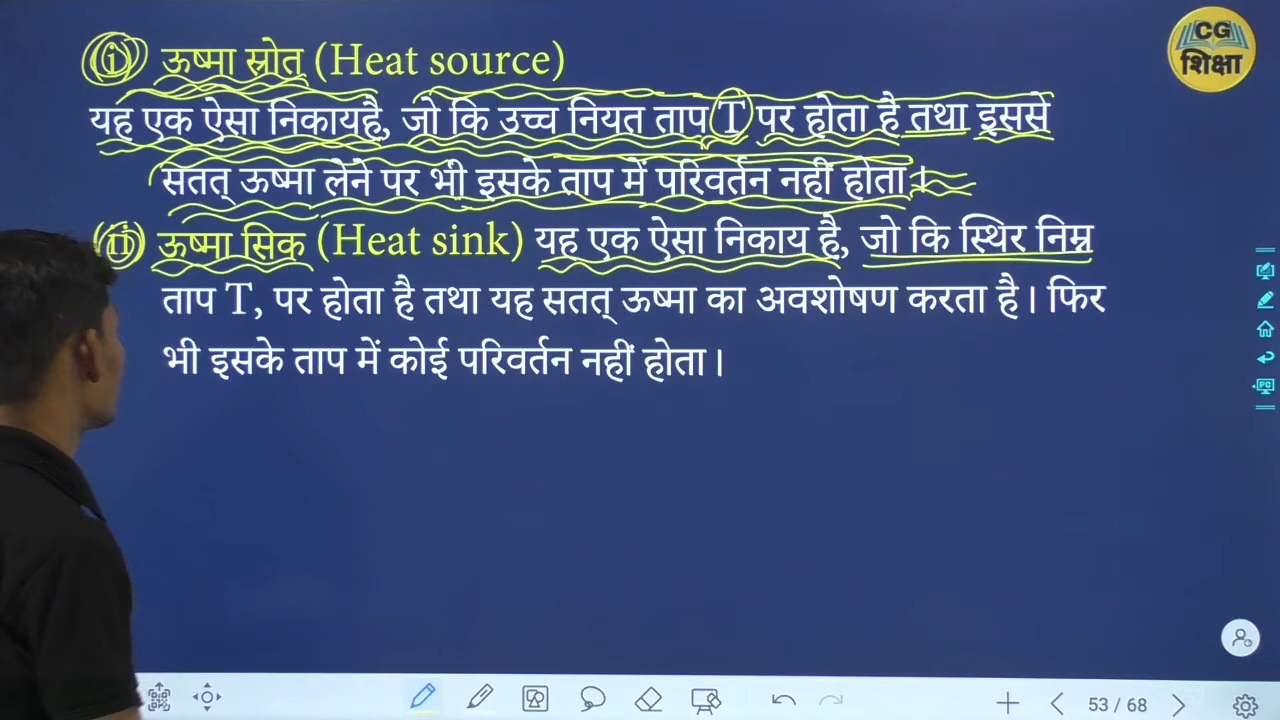 CG
शिक्षा
(i) ऊष्मा स्रोत (Heat source)
यह एक ऐसा निकायहै, जो कि उच्च नियत ताप T पर होता है तथा इससे
सतत् ऊष्मा लेने पर भी इसके ताप में परिवर्तन नहीं होता।
(ii) ऊष्मा सिक (Heat sink) यह एक ऐसा निकाय है, जो कि स्थिर निम्न
ताप T, पर होता है तथा यह सतत् ऊष्मा का अवशोषण करता है। फिर
भी इसके ताप में कोई परिवर्तन नहीं होता।
PC
53 / 68